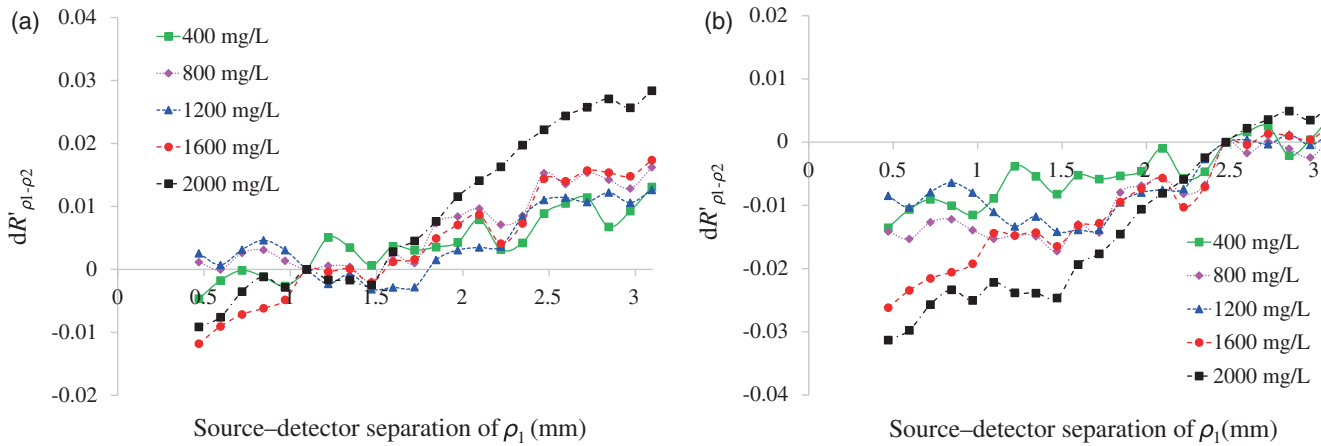 (a)
0.04
0.03
0.02
0.01
0
-0.01
-0.02
dR'ρ1-ρ2
400 mg/L
800 mg/L
1200 mg/L
1600 mg/L
2000 mg/L
0 0.5 1 1.5 2 2.5 3
Source–detector separation of ρ1 (mm)
(b)
0.02
0.01
0
-0.01
-0.02
-0.03
-0.04
dR'ρ1-ρ2
0 0.5 1 1.5 2 2.5 3
400 mg/L
800 mg/L
1200 mg/L
1600 mg/L
2000 mg/L
Source–detector separation of ρ1(mm)